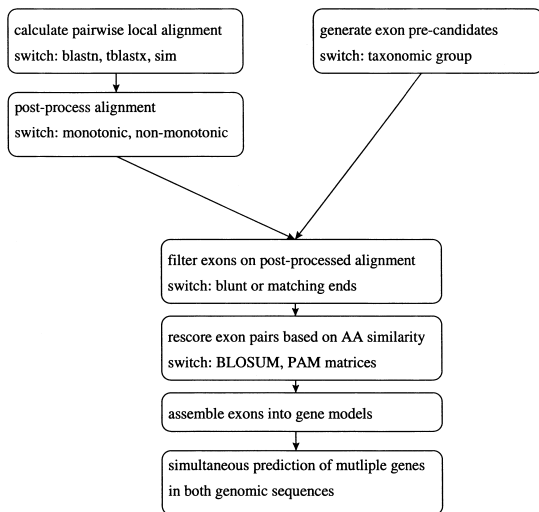 calculate pairwise local alignment
switch: blastn, tblastx, sim
generate exon pre-candidates
switch: taxonomic group
post-process alignment
switch: monotonic, non-monotonic
filter exons on post-processed alignment
switch: blunt or matching ends
rescore exon pairs based on AA similarity
switch: BLOSUM, PAM matrices
assemble exons into gene models
simultaneous prediction of mutliple genes
in both genomic sequences